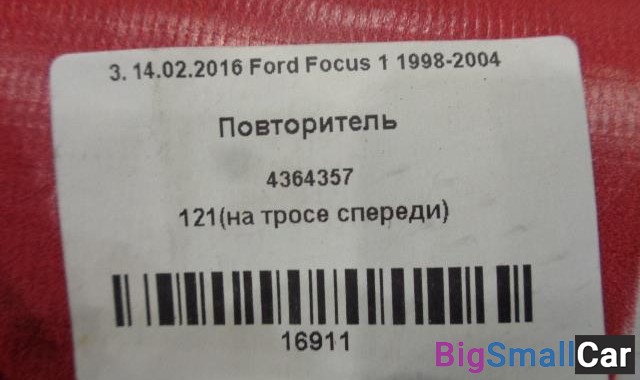 3. 14.02.2016 Ford Focus 1 1998-2004
Повторитель
4364357
121(на тросе спереди)
16911
BigSmallCar